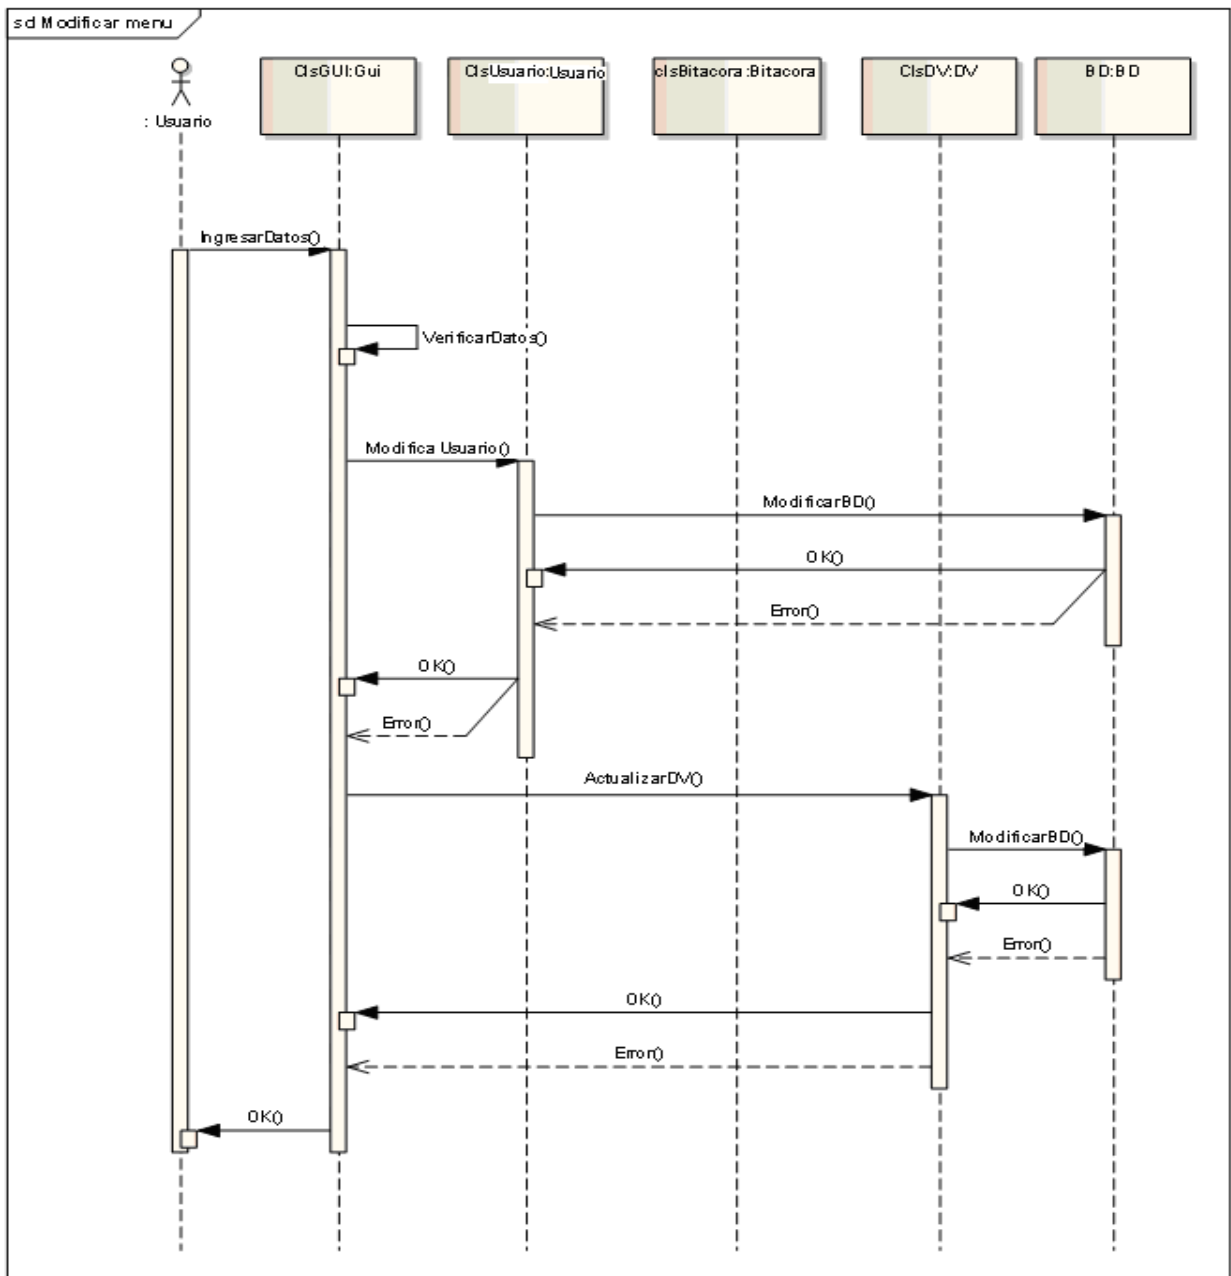 sd Modificar menu
: Usuario
ClsGUI:Gui
ClsUsuario:Usuario
clsBitacora :Bitacora
ClsDV:DV
BD:BD
IngresarDatos()
VerificarDatos()
Modifica Usuario()
ModificarBD()
OK()
Error()
OK()
Error()
ActualizarDV()
ModificarBD()
OK()
Error()
OK()
Error()
OK()